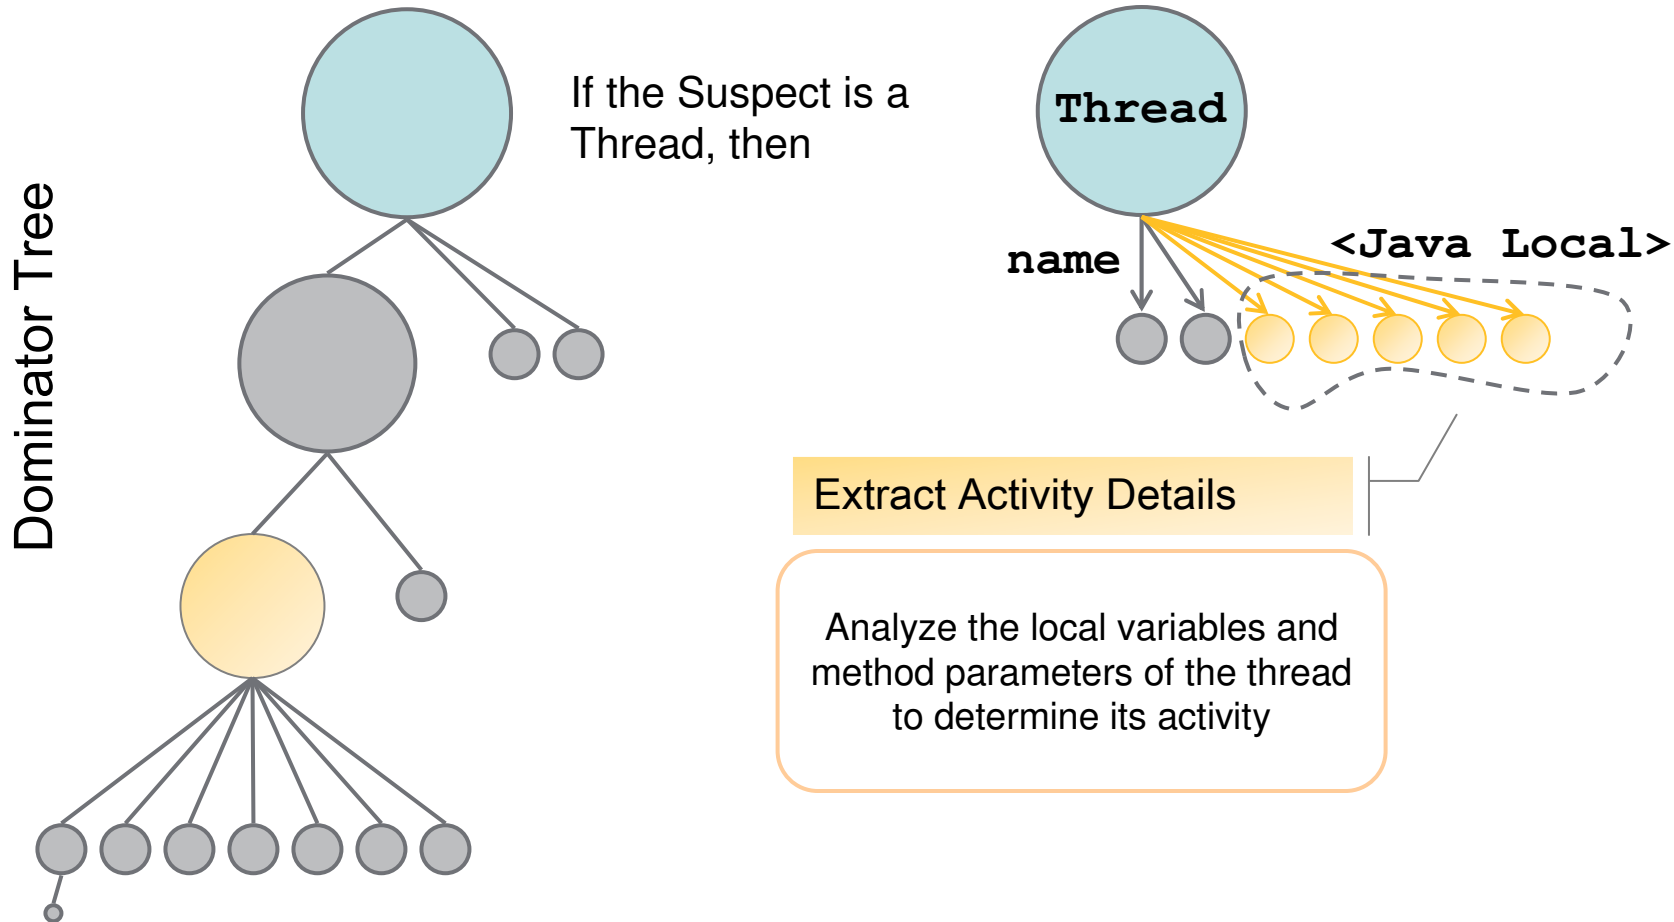 Dominator Tree
If the Suspect is a
Thread, then
Thread
name
<Java Local>
Extract Activity Details
Analyze the local variables and
method parameters of the thread
to determine its activity